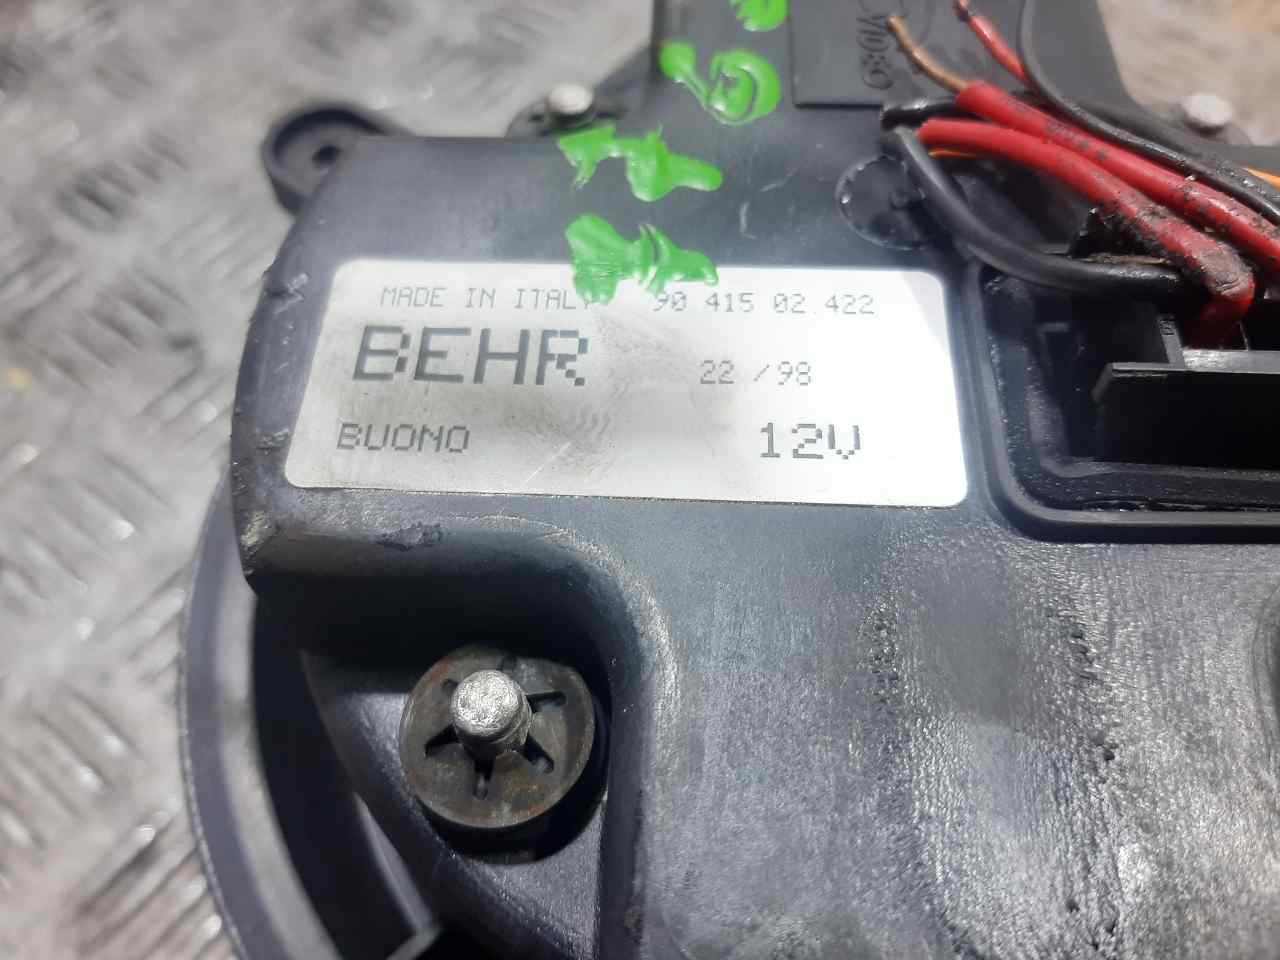 MADE IN ITALY 90 415 02.422
BEHR 22 /98
BUONO 12V